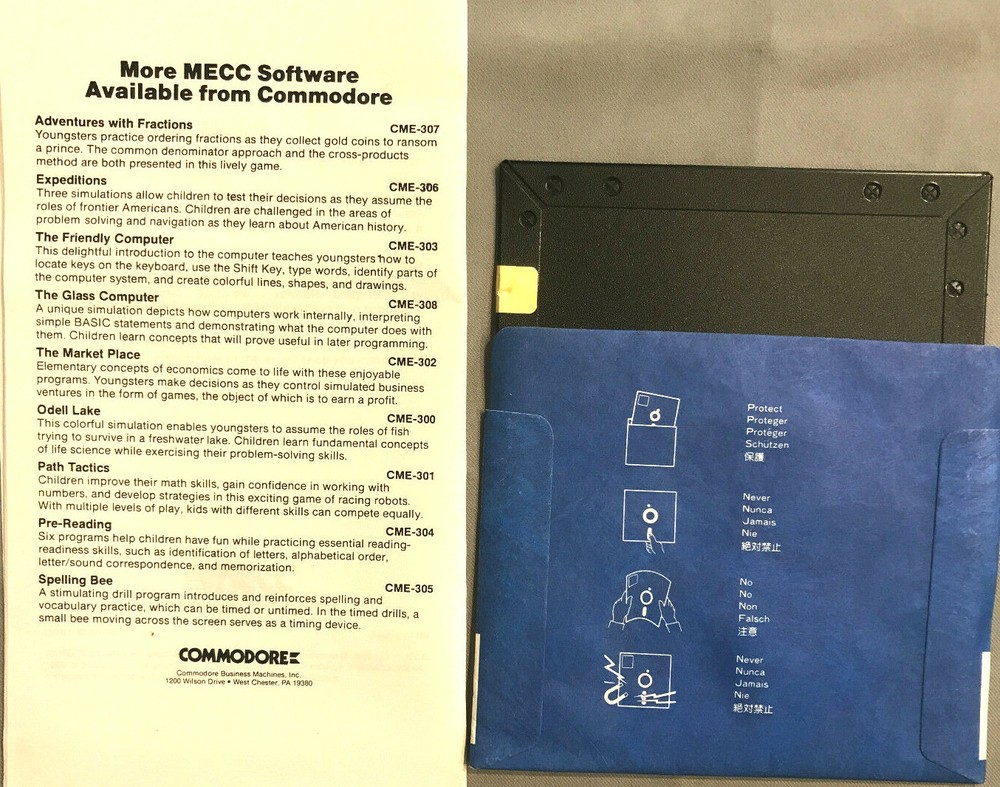 More MECC Software
Available from Commodore
Adventures with Fractions CME-307
Youngsters practice ordering fractions as they collect gold coins to ransom
a prince. The common denominator approach and the cross-products
method are both presented in this lively game.
Expeditions CME-306
Three simulations allow children to test their decisions as they assume the
roles of frontier Americans. Children are challenged in the areas of
problem solving and navigation as they learn about American history.
The Friendly Computer CME-303
This delightful introduction to the computer teaches youngsters how to
locate keys on the keyboard, use the Shift Key, type words, identify parts of
the computer system, and create colorful lines, shapes, and drawings.
The Glass Computer CME-308
A unique simulation depicts how computers work internally, interpreting
simple BASIC statements and demonstrating what the computer does with
them. Children learn concepts that will prove useful in later programming.
The Market Place CME-302
Elementary concepts of economics come to life with these enjoyable
programs. Youngsters make decisions as they control simulated business
ventures in the form of games, the object of which is to earn a profit.
Odell Lake CME-300
This colorful simulation enables youngsters to assume the roles of fish
trying to survive in a freshwater lake. Children learn fundamental concepts
of life science while exercising their problem-solving skills.
Path Tactics CME-301
Children improve their math skills, gain confidence in working with
numbers, and develop strategies in this exciting game of racing robots.
With multiple levels of play, kids with different skills can compete equally.
Pre-Reading CME-304
Six programs help children have fun while practicing essential reading-
readiness skills, such as identification of letters, alphabetical order,
letter/sound correspondence, and memorization.
Spelling Bee CME-305
A stimulating drill program introduces and reinforces spelling and
vocabulary practice, which can be timed or untimed. In the timed drills, a
small bee moving across the screen serves as a timing device.
COMMODORE
Commodore Business Machines, Inc.
1200 Wilson Drive • West Chester, PA 19380
Protect
Proteger
Protéger
Schützen
保護
Never
Nunca
Jamais
Nie
絶対禁止
No
No
Non
Falsch
注意
Never
Nunca
Jamais
Nie
絶対禁止